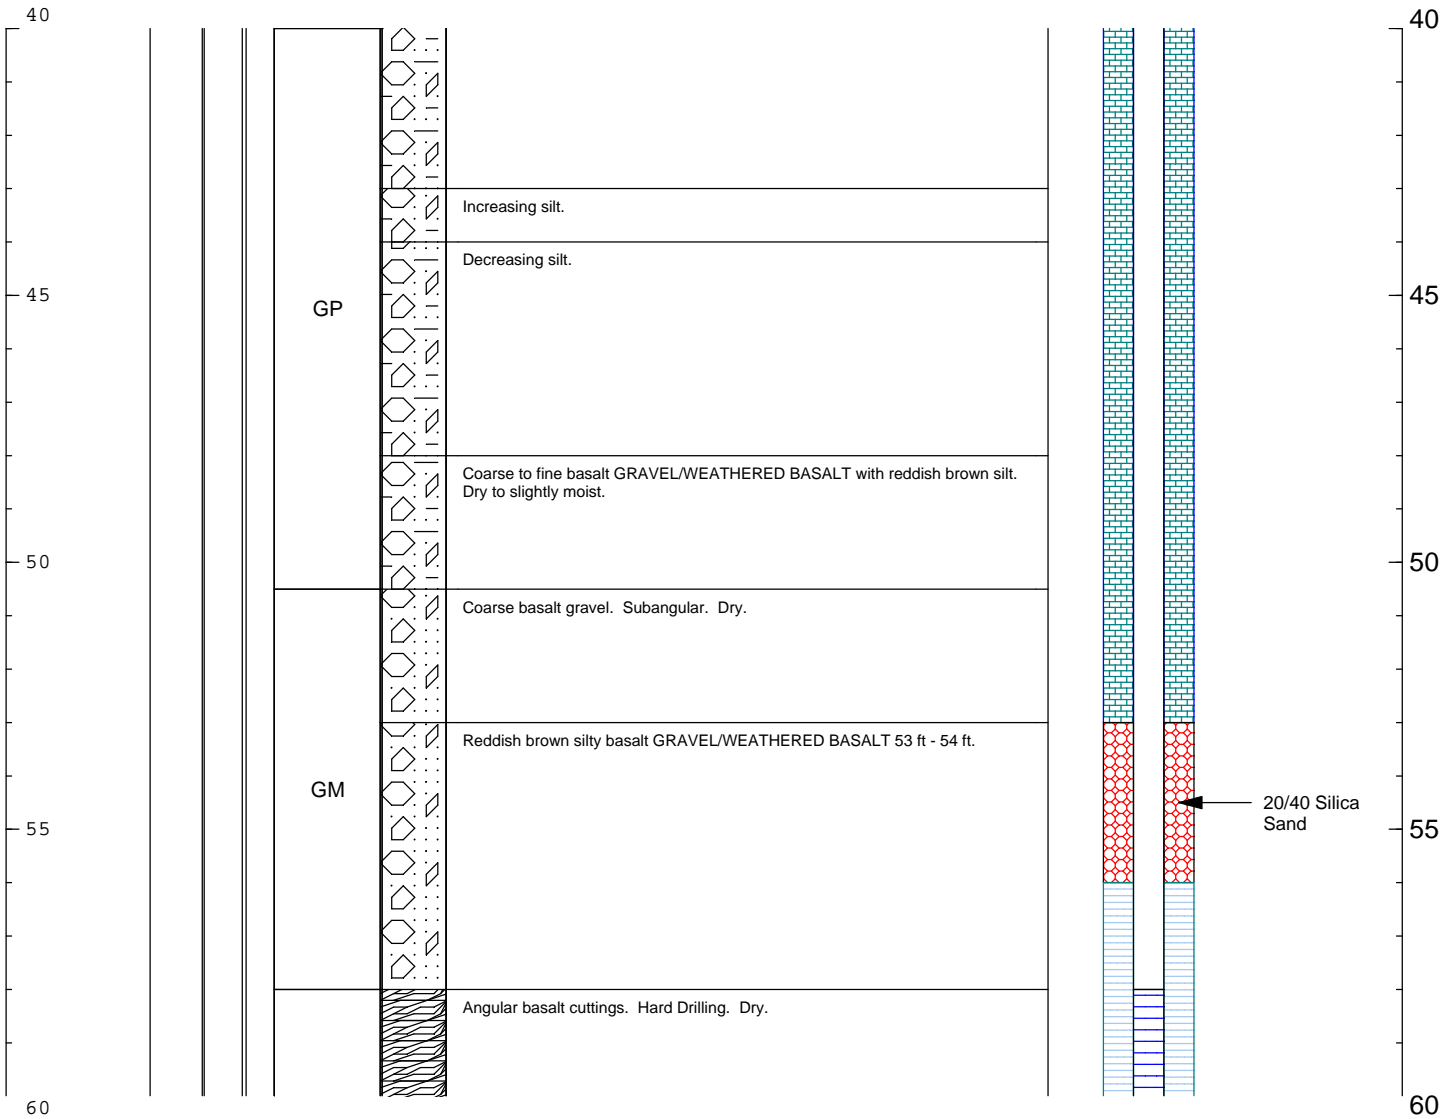 40
40
Increasing silt.
Decreasing silt.
45
GP
45
Coarse to fine basalt GRAVEL/WEATHERED BASALT with reddish brown silt.
Dry to slightly moist.
50
50
Coarse basalt gravel.  Subangular.  Dry.
Reddish brown silty basalt GRAVEL/WEATHERED BASALT 53 ft - 54 ft.
GM
20/40 Silica
Sand
55
55
Angular basalt cuttings.  Hard Drilling.  Dry.
60
60